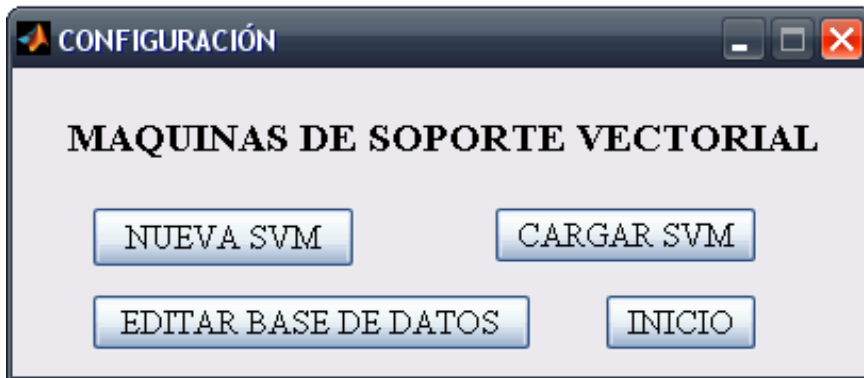 CONFIGURACIÓN
MAQUINAS DE SOPORTE VECTORIAL
NUEVA SVM
CARGAR SVM
EDITAR BASE DE DATOS
INICIO